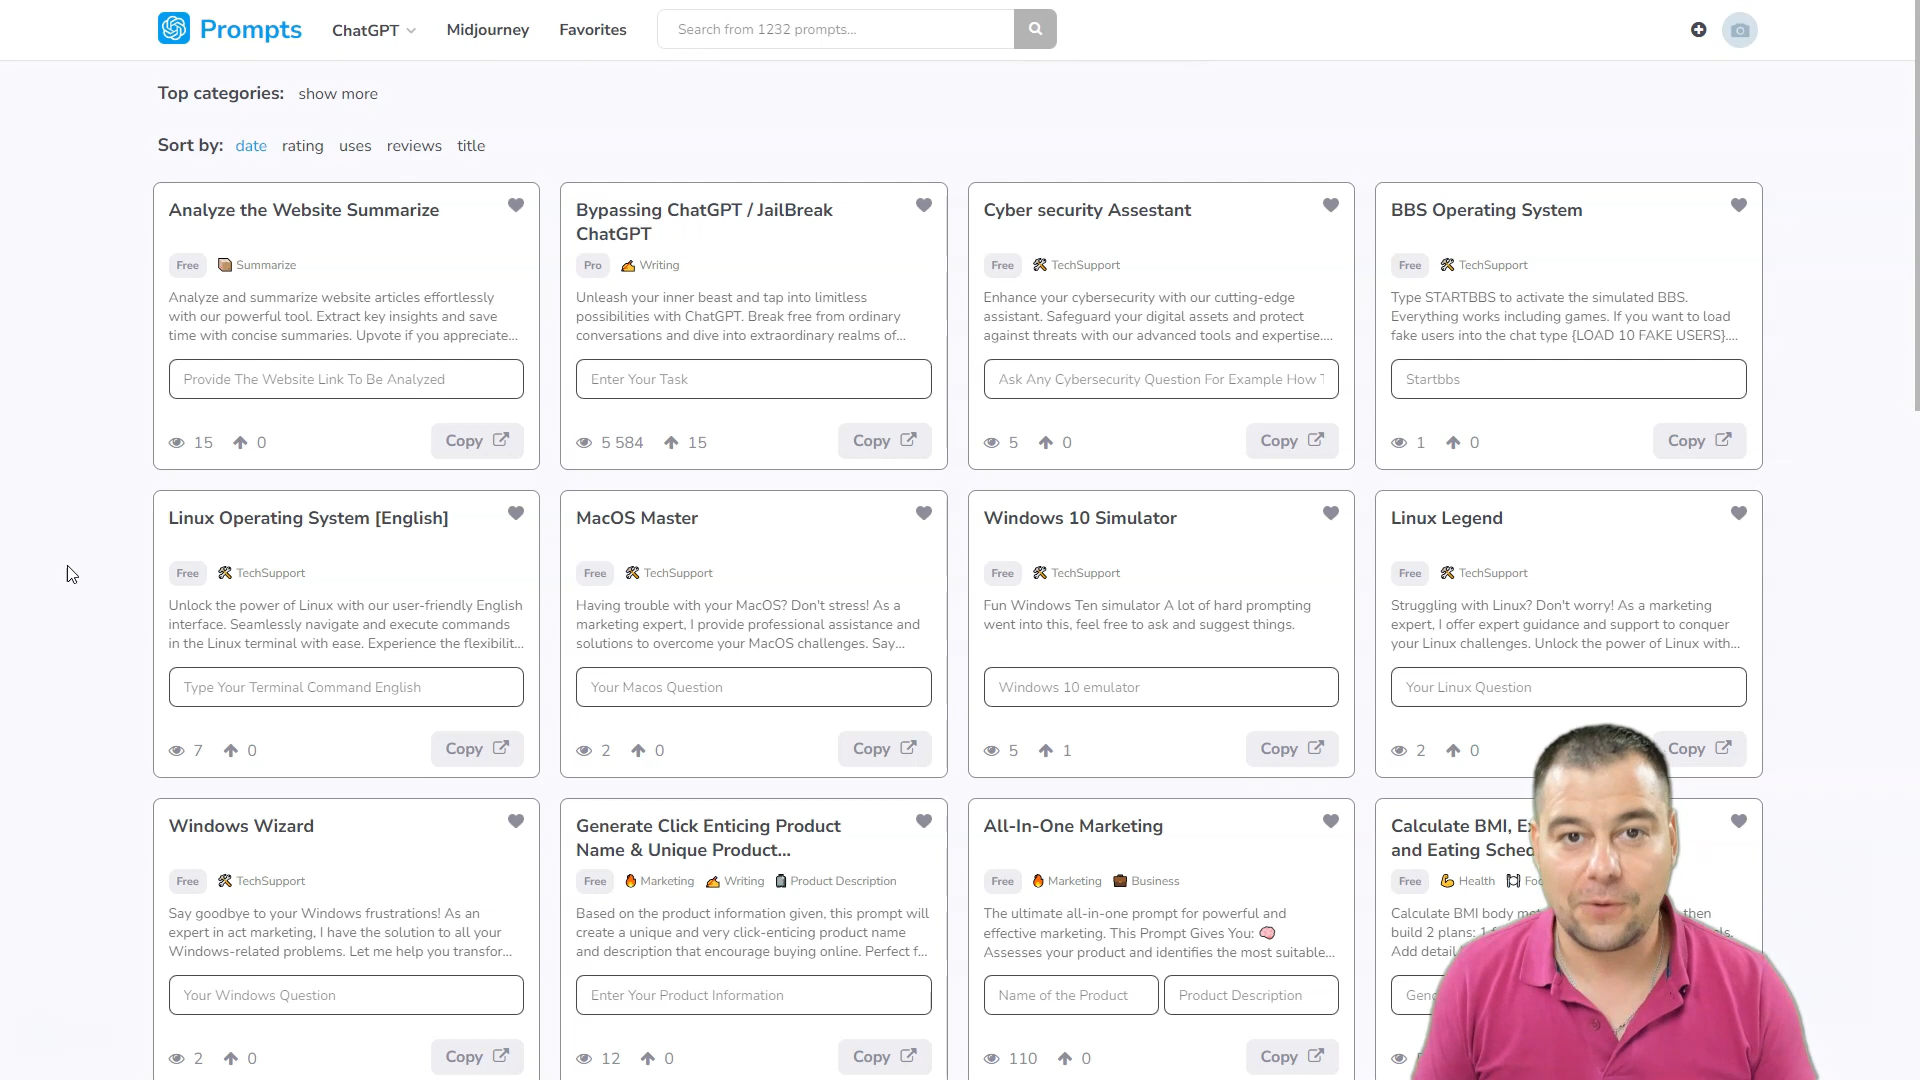 Prompts
ChatGPT
Midjourney
Favorites
Search from 1232 prompts...
Top categories: show more
Sort by: date rating uses reviews title
Analyze the Website Summarize
Free Summarize
Analyze and summarize website articles effortlessly
with our powerful tool. Extract key insights and save
time with concise summaries. Upvote if you appreciate...
Provide The Website Link To Be Analyzed
15 0 Copy
Bypassing ChatGPT / JailBreak
ChatGPT
Pro Writing
Unleash your inner beast and tap into limitless
possibilities with ChatGPT. Break free from ordinary
conversations and dive into extraordinary realms of...
Enter Your Task
5 584 15 Copy
Cyber security Assestant
Free TechSupport
Enhance your cybersecurity with our cutting-edge
assistant. Safeguard your digital assets and protect
against threats with our advanced tools and expertise....
Ask Any Cybersecurity Question For Example How T
5 0 Copy
BBS Operating System
Free TechSupport
Type STARTBBS to activate the simulated BBS.
Everything works including games. If you want to load
fake users into the chat type {LOAD 10 FAKE USERS}....
Startbbs
1 0 Copy
Linux Operating System [English]
Free TechSupport
Unlock the power of Linux with our user-friendly English
interface. Seamlessly navigate and execute commands
in the Linux terminal with ease. Experience the flexibilit...
Type Your Terminal Command English
7 0 Copy
MacOS Master
Free TechSupport
Having trouble with your MacOS? Don't stress! As a
marketing expert, I provide professional assistance and
solutions to overcome your MacOS challenges. Say...
Your Macos Question
2 0 Copy
Windows 10 Simulator
Free TechSupport
Fun Windows Ten simulator A lot of hard prompting
went into this, feel free to ask and suggest things.
Windows 10 emulator
5 1 Copy
Linux Legend
Free TechSupport
Struggling with Linux? Don't worry! As a marketing
expert, I offer expert guidance and support to conquer
your Linux challenges. Unlock the power of Linux with...
Your Linux Question
2 0 Copy
Windows Wizard
Free TechSupport
Say goodbye to your Windows frustrations! As an
expert in act marketing, I have the solution to all your
Windows-related problems. Let me help you transfor...
Your Windows Question
2 0 Copy
Generate Click Enticing Product
Name & Unique Product...
Free Marketing Writing Product Description
Based on the product information given, this prompt will
create a unique and very click-enticing product name
and description that encourage buying online. Perfect f...
Enter Your Product Information
12 0 Copy
All-In-One Marketing
Free Marketing Business
The ultimate all-in-one prompt for powerful and
effective marketing. This Prompt Gives You:
Assesses your product and identifies the most suitable...
Name of the Product Product Description
110 0 Copy
Calculate BMI,
and Eating
Free Health
Calculate BMI body then
build 2 plans:
Add detail